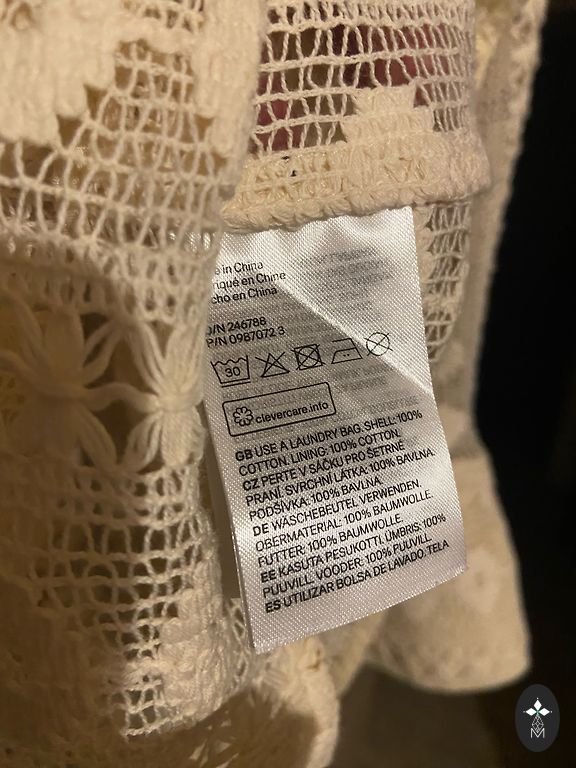 in China
riqué en Chine
cho en China
O/N 246788
P/N 0987072 3
30
clevercare.info
GB USE A LAUNDRY BAG. SHELL: 100%
COTTON. LINING: 100% COTTON.
CZ PERTE V SÁČKU PRO ŠETRNÉ
PRANÍ. SVRCHNÍ LÁTKA: 100% BAVLNA.
PODŠÍVKA: 100% BAVLNA.
DE WÄSCHEBEUTEL VERWENDEN.
OBERMATERIAL: 100% BAUMWOLLE.
FUTTER: 100% BAUMWOLLE.
EE KASUTA PESUKOTTI. ÜMBRIS: 100%
PUUVILL. VOODER: 100% PUUVILL.
ES UTILIZAR BOLSA DE LAVADO. TELA
M